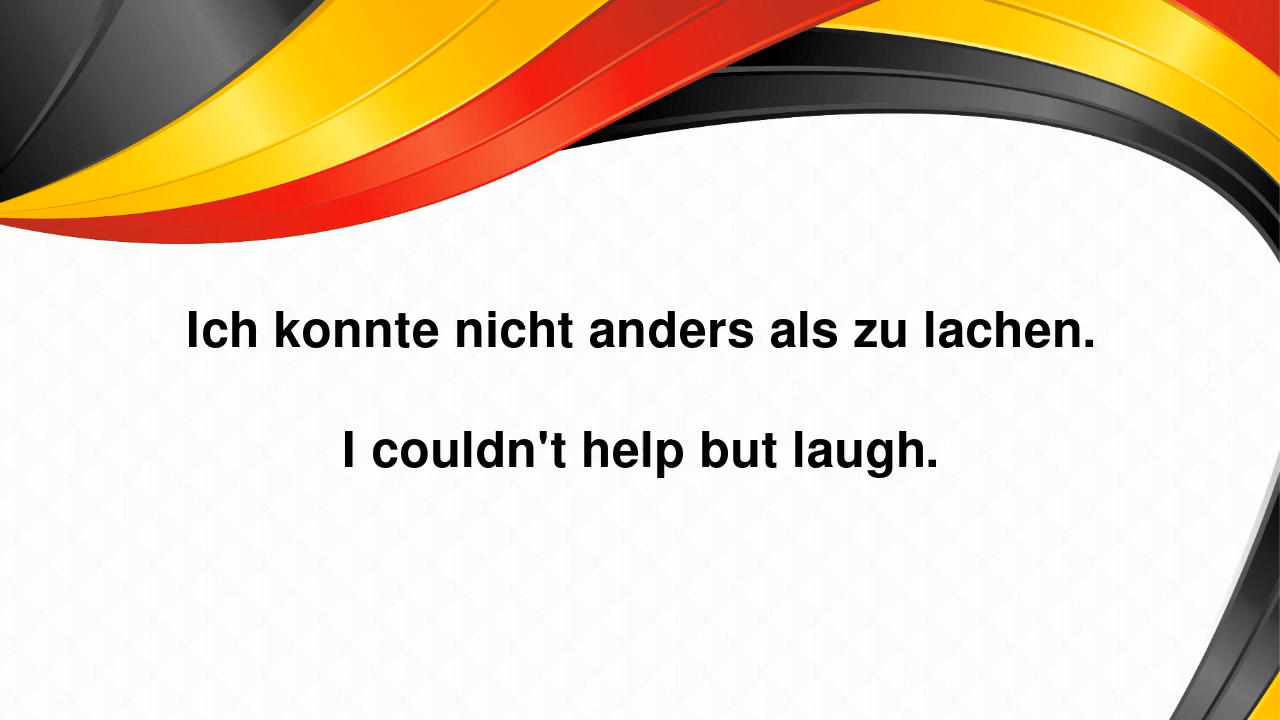 Ich konnte nicht anders als zu lachen.
I couldn't help but laugh.